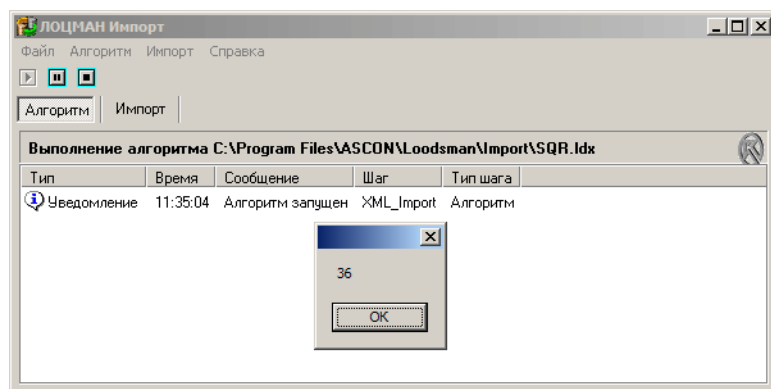 ЛОЦМАН Импорт
Файл Алгоритм Импорт Справка
Алгоритм Импорт
Выполнение алгоритма C:\Program Files\ASCON\Loodsman\Import\SQR.ldx
Тип Время Сообщение Шаг Тип шага
Уведомление 11:35:04 Алгоритм запущен XML_Import Алгоритм
36
OK